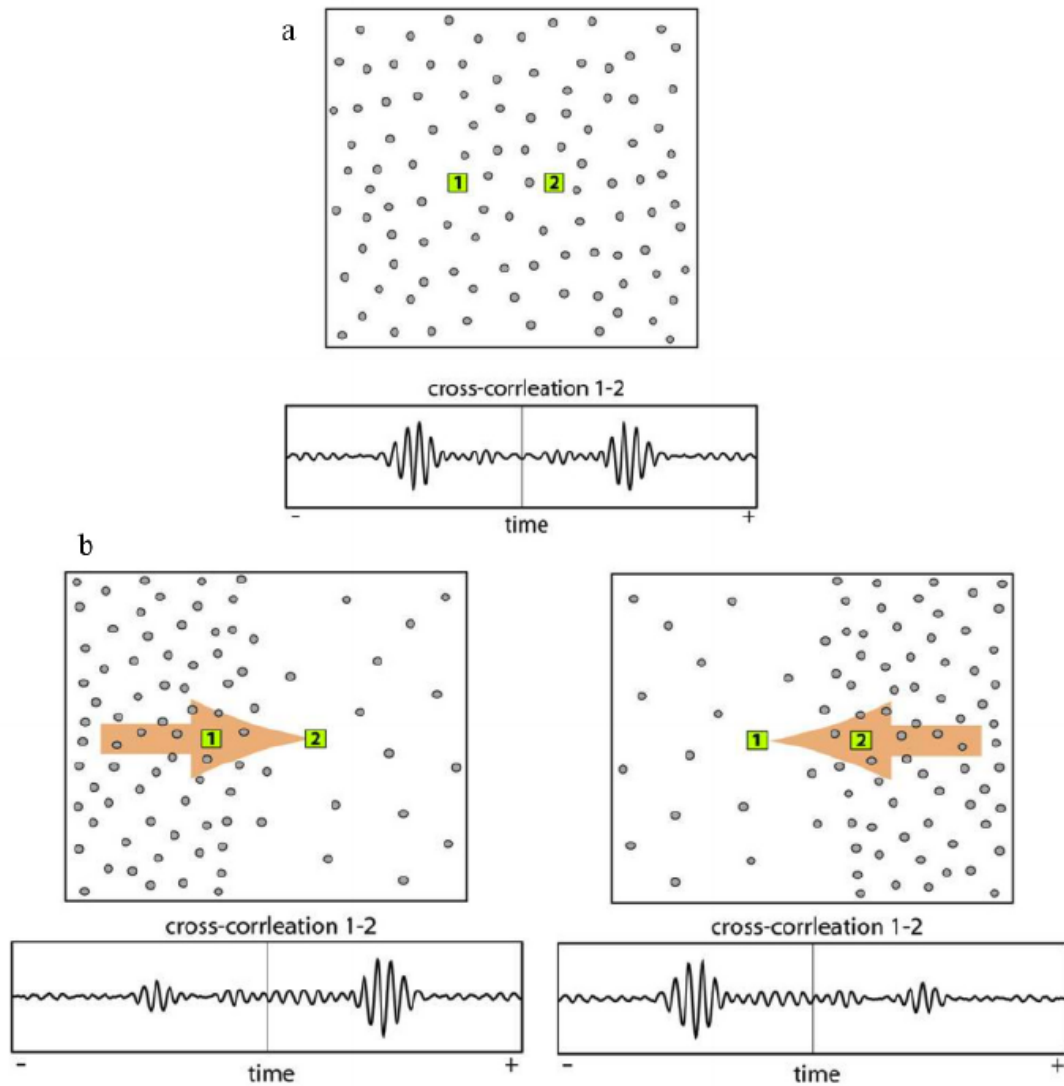 a
1 2
cross-corrleation 1-2
- +
time
b
1 2
1 2
cross-corrleation 1-2
- +
time
cross-corrleation 1-2
- +
time